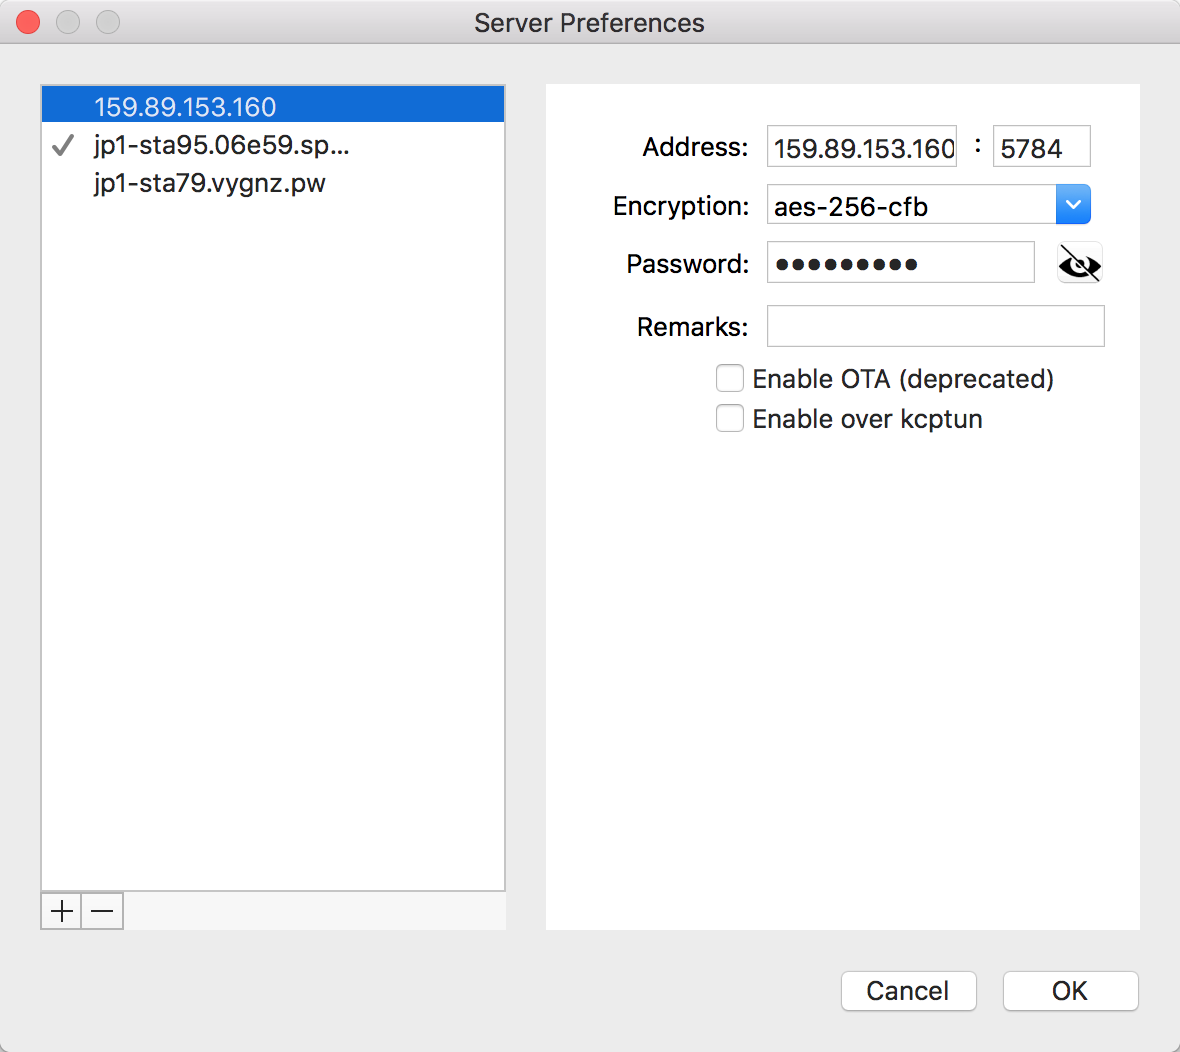 Server Preferences
159.89.153.160
jp1-sta95.06e59.sp...
jp1-sta79.vygnz.pw
Address: 159.89.153.160 : 5784
Encryption: aes-256-cfb
Password: •••••••••
Remarks:
Enable OTA (deprecated)
Enable over kcptun
Cancel OK